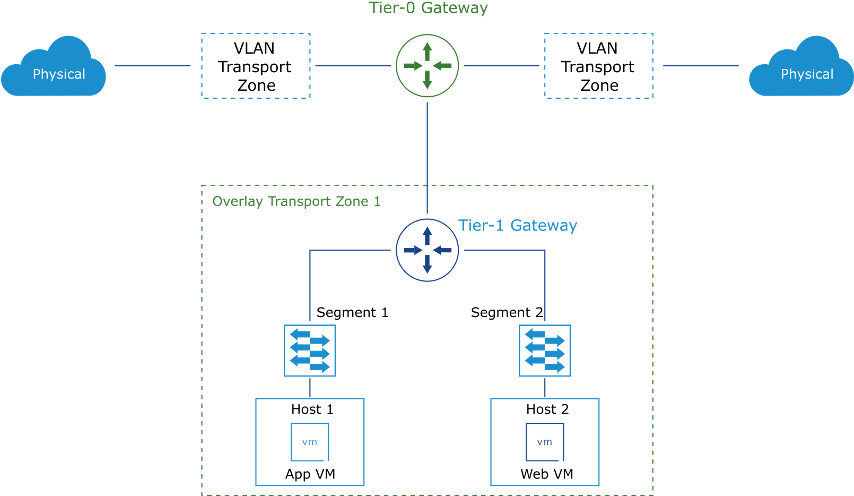 Tier-0 Gateway
Physical
VLAN
Transport
Zone
VLAN
Transport
Zone
Physical
Overlay Transport Zone 1
Tier-1 Gateway
Segment 1
Segment 2
Host 1
vm
App VM
Host 2
vm
Web VM